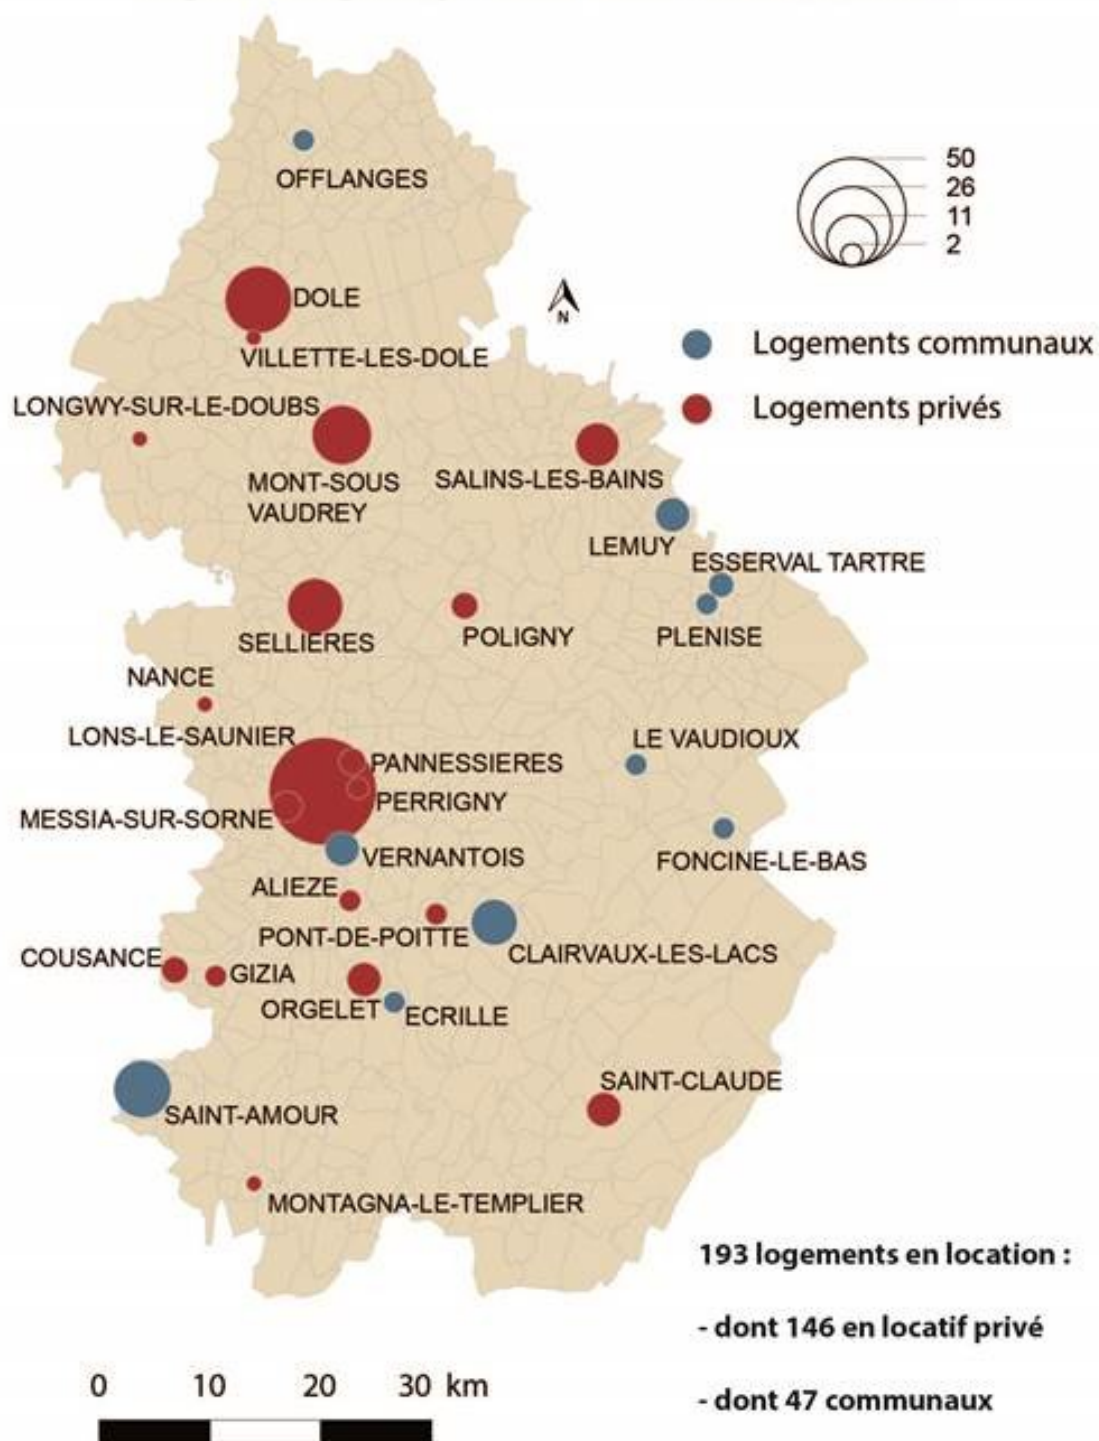 OFFLANGES
50
26
11
2
DOLE
N
VILLETTE-LES-DOLE
Logements communaux
LONGWY-SUR-LE-DOUBS
Logements privés
MONT-SOUS
VAUDREY
SALINS-LES-BAINS
LEMUY
ESSERVAL TARTRE
SELLIERES
POLIGNY
PLENISE
NANCE
LONS-LE-SAUNIER
LE VAUDIOUX
PANNESSIERES
PERRIGNY
MESSIA-SUR-SORNE
VERNANTOIS
FONCINE-LE-BAS
ALIEZE
PONT-DE-POITTE
CLAIRVAUX-LES-LACS
COUSANCE
GIZIA
ORGELET
ECRILLE
SAINT-CLAUDE
SAINT-AMOUR
MONTAGNA-LE-TEMPLIER
193 logements en location :
- dont 146 en locatif privé
- dont 47 communaux
0 10 20 30 km